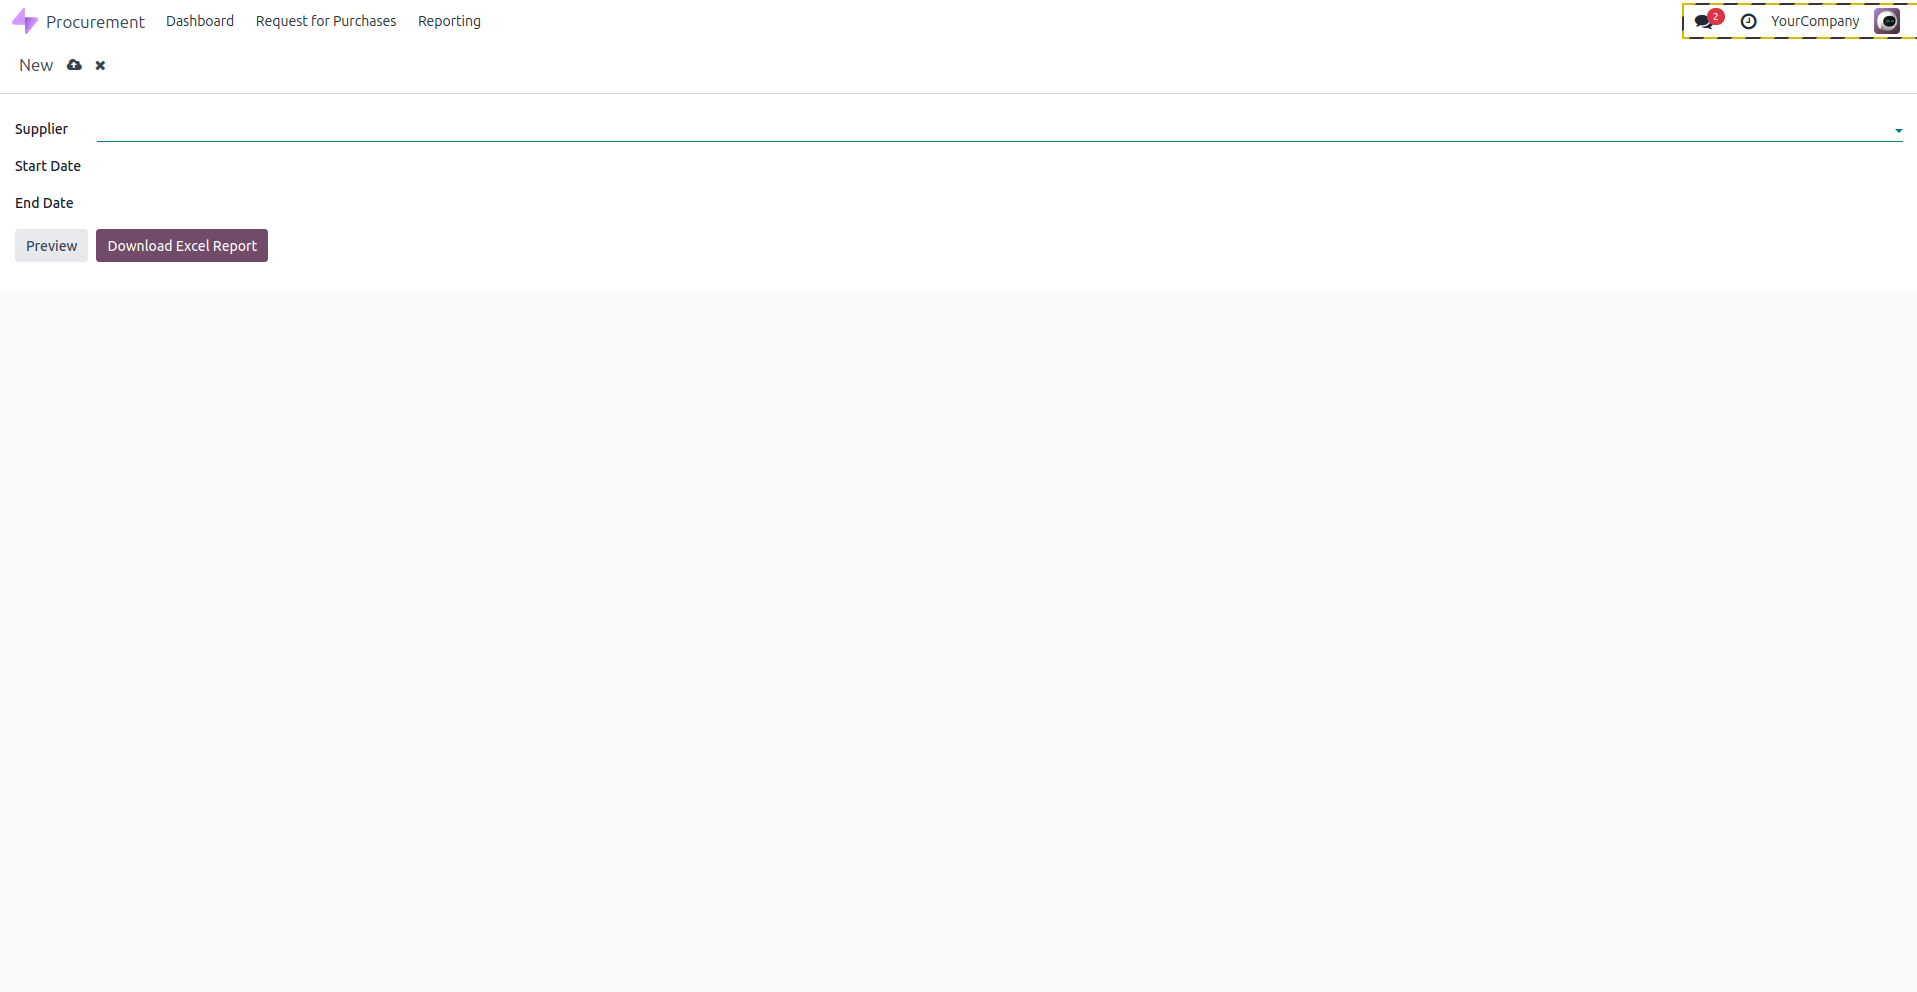 Procurement Dashboard Request for Purchases Reporting 2 YourCompany
New
Supplier
Start Date
End Date
Preview Download Excel Report